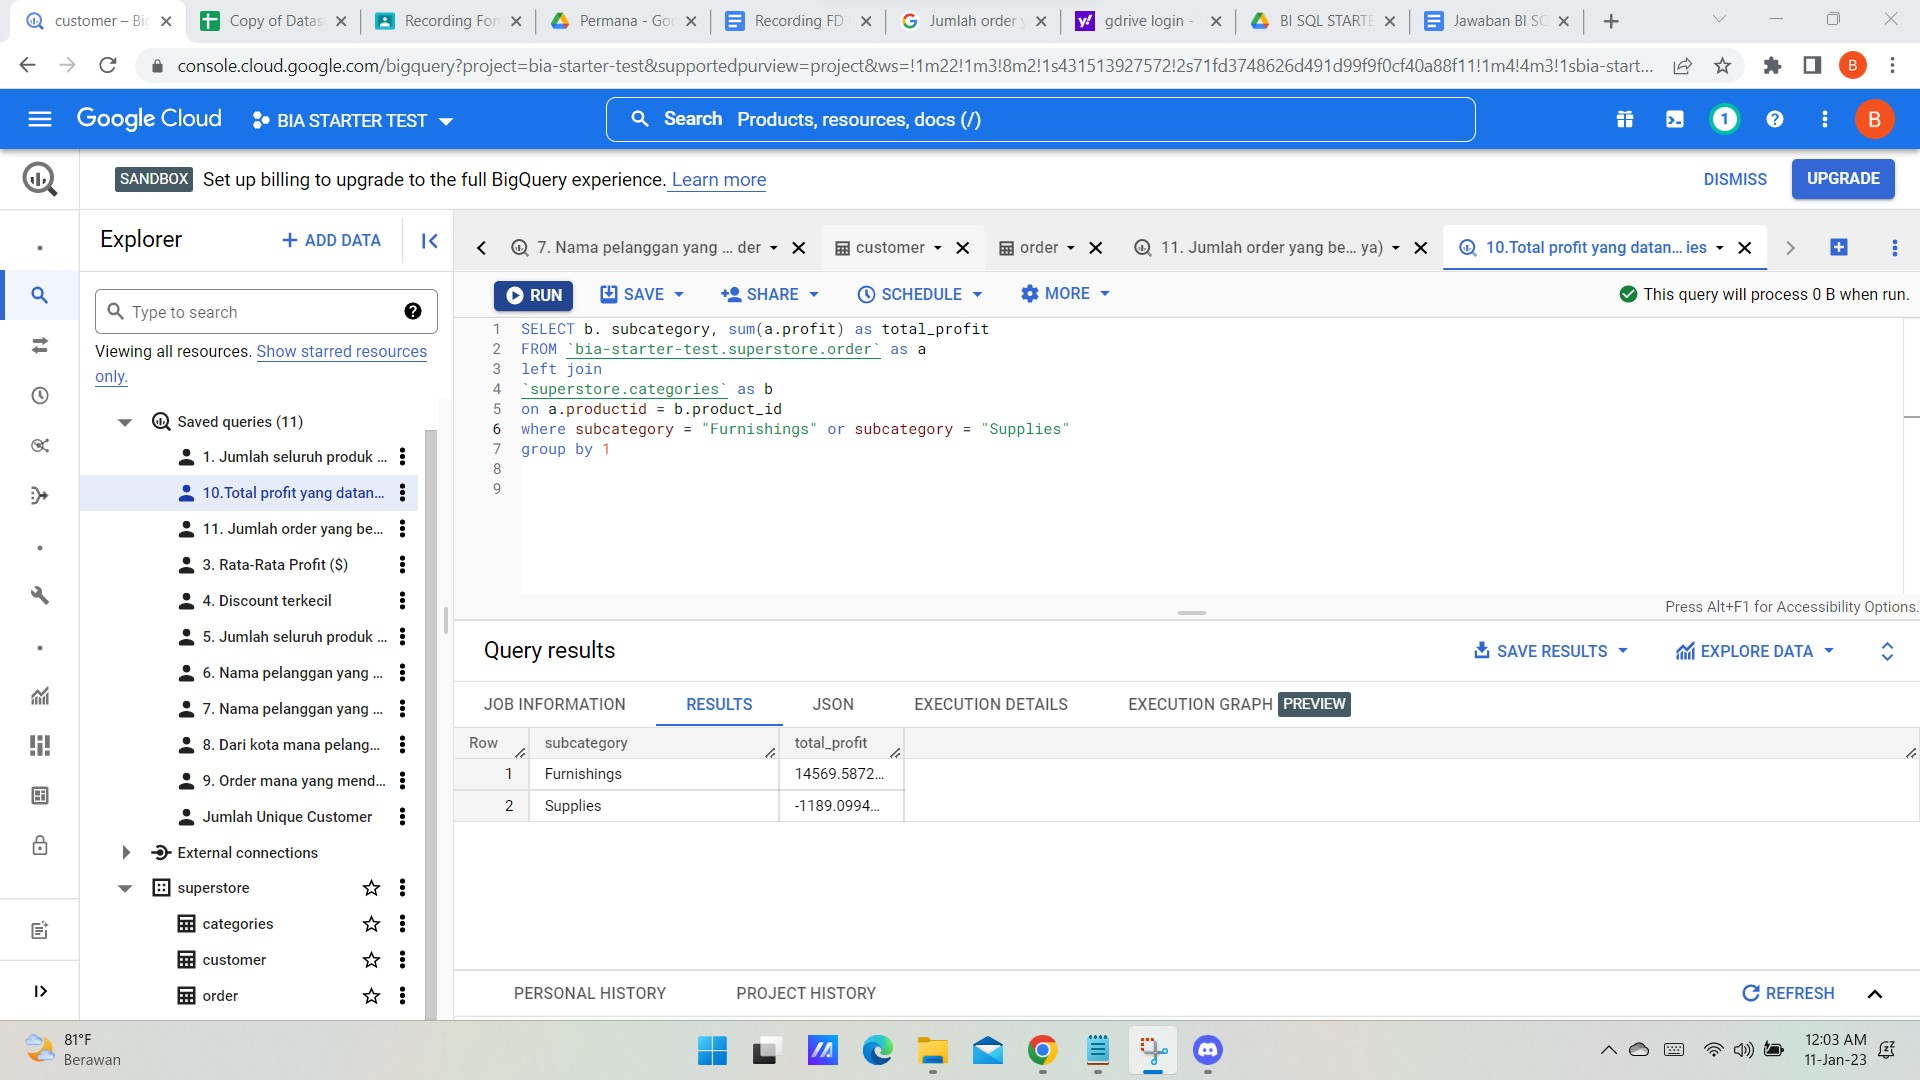 customer – Bi
Copy of Datas
Recording For
Permana - Goo
Recording FD
Jumlah order y
gdrive login -
BI SQL STARTE
Jawaban BI SC
console.cloud.google.com/bigquery?project=bia-starter-test&supportedpurview=project&ws=!1m22!1m3!8m2!1s431513927572!2s71fd3748626d491d99f9f0cf40a88f11!1m4!4m3!1sbia-start...
B
Google Cloud
BIA STARTER TEST
Search Products, resources, docs (/)
1
B
SANDBOX Set up billing to upgrade to the full BigQuery experience. Learn more
DISMISS
UPGRADE
Explorer
+ ADD DATA
7. Nama pelanggan yang ... der
customer
order
11. Jumlah order yang be... ya)
10.Total profit yang datan... ies
Type to search
Viewing all resources. Show starred resources
only.
RUN
SAVE
SHARE
SCHEDULE
MORE
This query will process 0 B when run.
1 SELECT b. subcategory, sum(a.profit) as total_profit
2 FROM `bia-starter-test.superstore.order` as a
3 left join
4 `superstore.categories` as b
5 on a.productid = b.product_id
6 where subcategory = "Furnishings" or subcategory = "Supplies"
7 group by 1
8
9
Press Alt+F1 for Accessibility Options.
Saved queries (11)
1. Jumlah seluruh produk ...
10.Total profit yang datan...
11. Jumlah order yang be...
3. Rata-Rata Profit ($)
4. Discount terkecil
5. Jumlah seluruh produk ...
6. Nama pelanggan yang ...
7. Nama pelanggan yang ...
8. Dari kota mana pelang...
9. Order mana yang mend...
Jumlah Unique Customer
External connections
superstore
categories
customer
order
Query results
SAVE RESULTS
EXPLORE DATA
JOB INFORMATION
RESULTS
JSON
EXECUTION DETAILS
EXECUTION GRAPH PREVIEW
Row subcategory total_profit
1 Furnishings 14569.5872...
2 Supplies -1189.0994...
PERSONAL HISTORY
PROJECT HISTORY
REFRESH
81°F
Berawan
12:03 AM
11-Jan-23